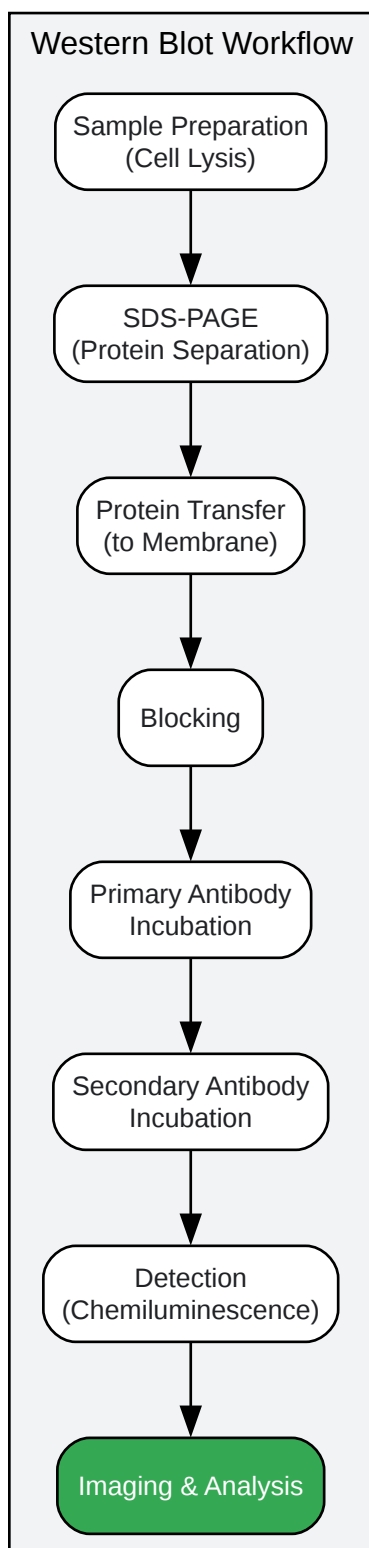 Western Blot Workflow
Sample Preparation
(Cell Lysis)
SDS-PAGE
(Protein Separation)
Protein Transfer
(to Membrane)
Blocking
Primary Antibody
Incubation
Secondary Antibody
Incubation
Detection
(Chemiluminescence)
Imaging & Analysis